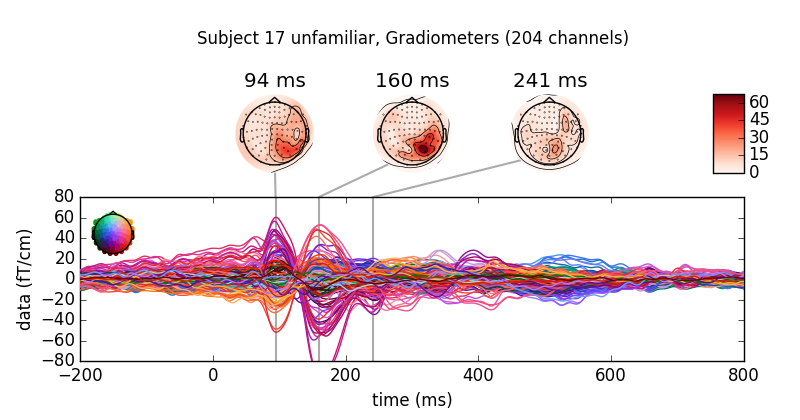 Subject 17 unfamiliar, Gradiometers (204 channels)
94 ms 160 ms 241 ms
60
45
30
15
0
80
60
40
20
0
−20
−40
−60
−80
data (fT/cm)
−200 0 200 400 600 800
time (ms)